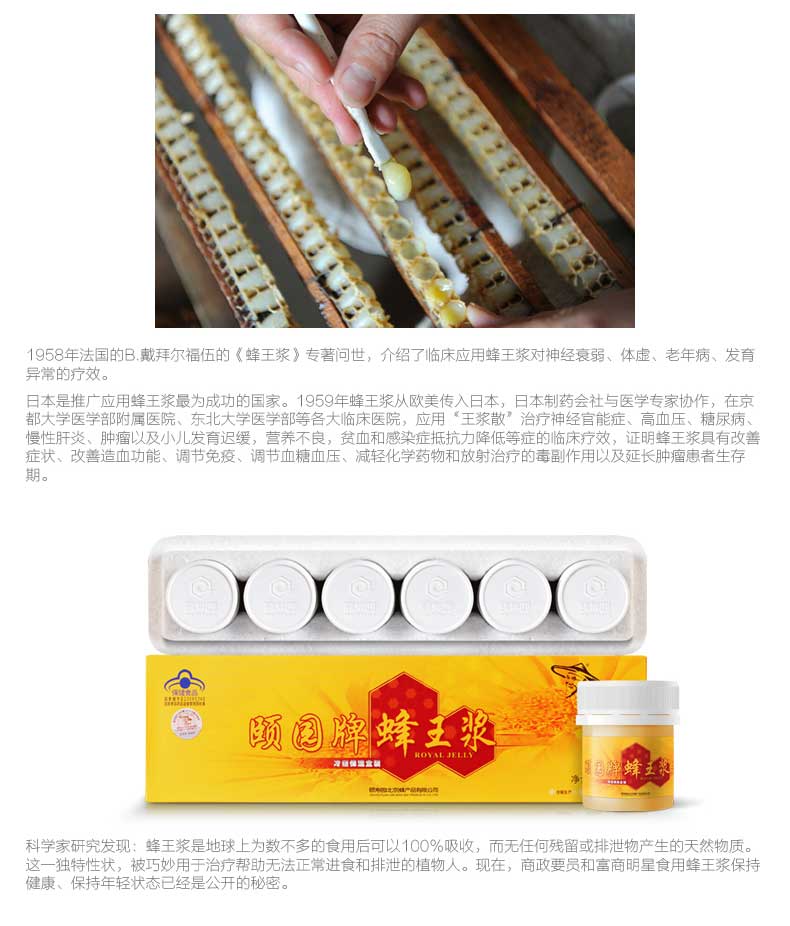 1958年法国的B.戴拜尔福伍的《蜂王浆》专著问世，介绍了临床应用蜂王浆对神经衰弱、体虚、老年病、发育
异常的疗效。
日本是推广应用蜂王浆最为成功的国家。1959年蜂王浆从欧美传入日本，日本制药会社与医学专家协作，在京
都大学医学部附属医院、东北大学医学部等各大临床医院，应用“王浆散”治疗神经官能症、高血压、糖尿病、
慢性肝炎、肿瘤以及小儿发育迟缓，营养不良，贫血和感染症抵抗力降低等症的临床疗效，证明蜂王浆具有改善
症状、改善造血功能、调节免疫、调节血糖血压、减轻化学药物和放射治疗的毒副作用以及延长肿瘤患者生存
期。
保健食品
颐园牌蜂王浆
ROYAL JELLY
冷链保温盒装
颐寿园(北京)蜂产品有限公司
净
颐园牌蜂王浆
科学家研究发现：蜂王浆是地球上为数不多的食用后可以100%吸收，而无任何残留或排泄物产生的天然物质。
这一独特性状，被巧妙用于治疗帮助无法正常进食和排泄的植物人。现在，商政要员和富商明星食用蜂王浆保持
健康、保持年轻状态已经是公开的秘密。